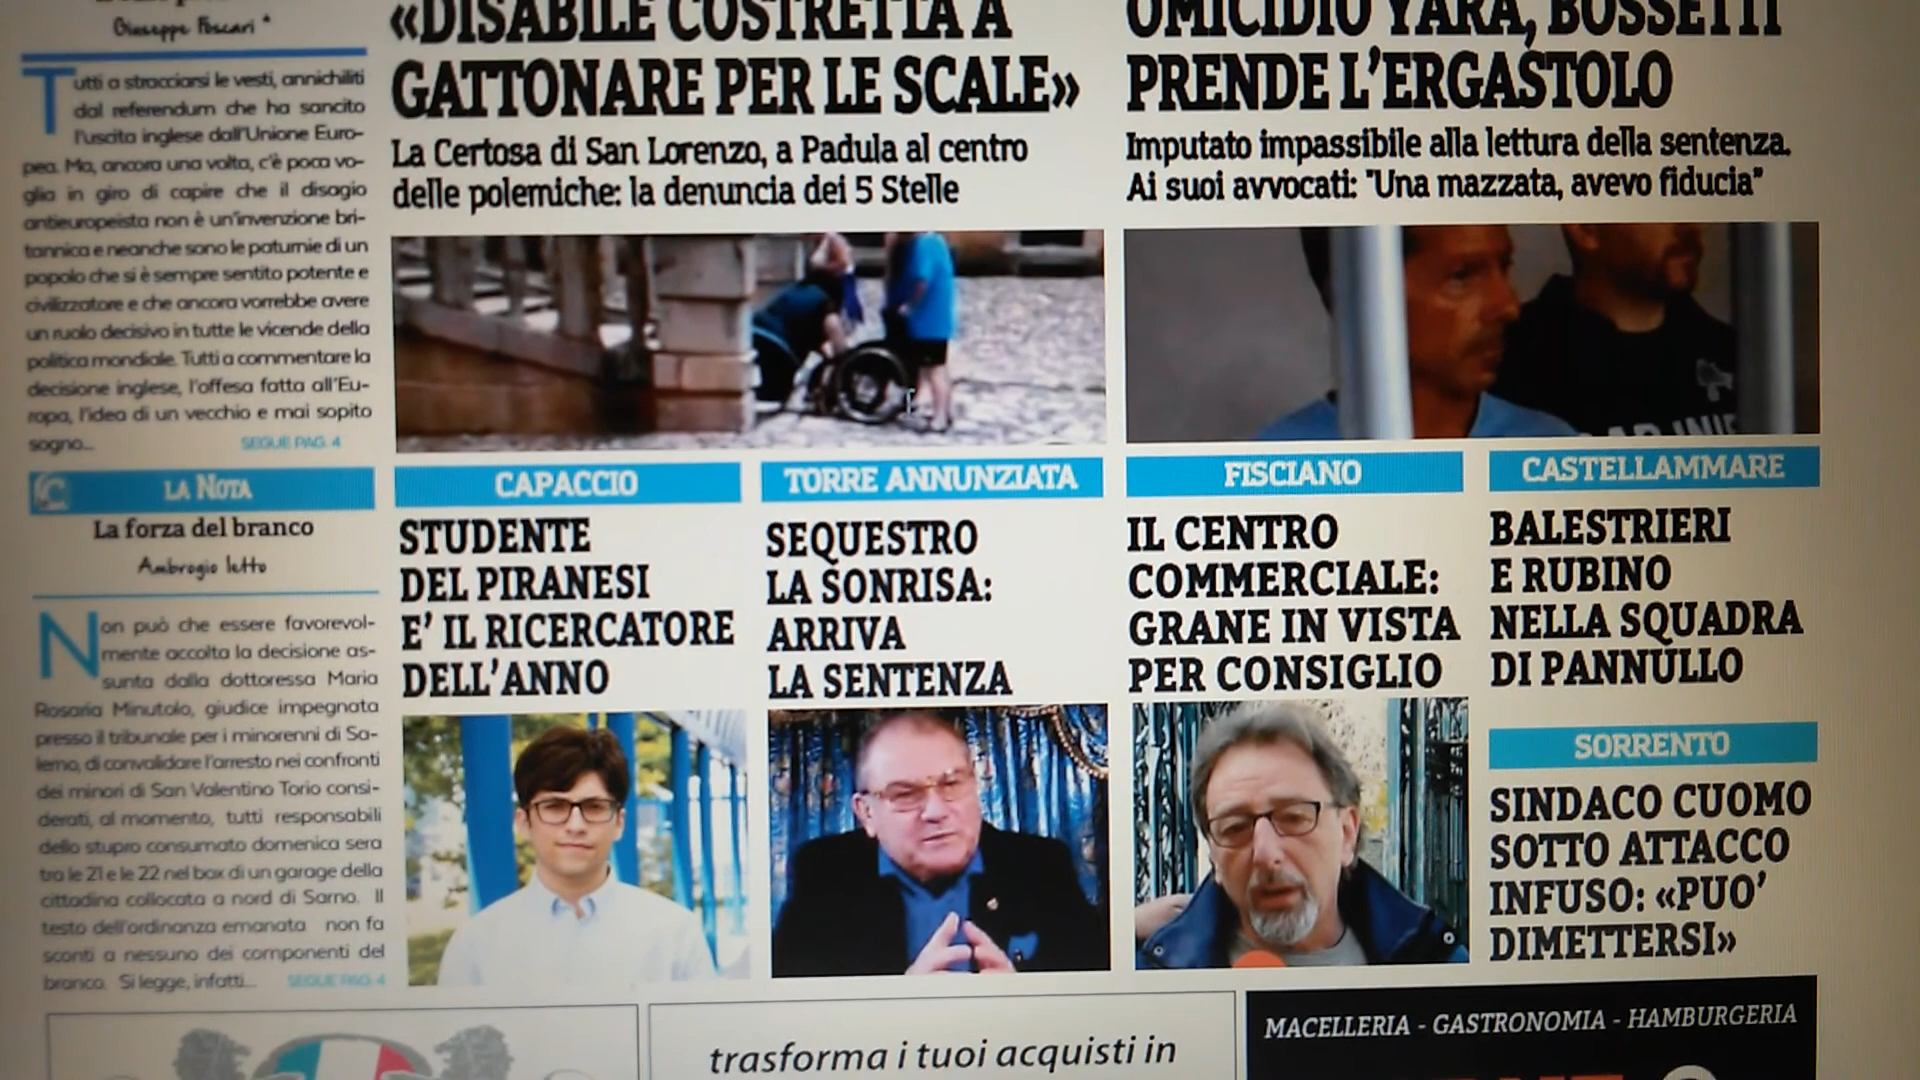 Giuseppe Foscari *
Tutti a stracciarsi le vesti, annichiliti
dal referendum che ha sancito
l'uscita inglese dall'Unione Euro-
pea. Ma, ancora una volta, c'è poca vo-
glia in giro di capire che il disagio
antieuropeista non è un'invenzione bri-
tannica e neanche sono le paturnie di un
popolo che si è sempre sentito potente e
civilizzatore e che ancora vorrebbe avere
un ruolo decisivo in tutte le vicende della
politica mondiale. Tutti a commentare la
decisione inglese, l'offesa fatta all'Eu-
ropa, l'idea di un vecchio e mai sopito
sogno...
SEGUE PAG. 4
LA NOTA
La forza del branco
Ambrogio Ietto
Non può che essere favorevol-
mente accolta la decisione as-
sunta dalla dottoressa Maria
Rosaria Minutolo, giudice impegnata
presso il tribunale per i minorenni di Sa-
lerno, di convalidare l'arresto nei confronti
dei minori di San Valentino Torio consi-
derati, al momento, tutti responsabili
dello stupro consumato domenica sera
tra le 21 e le 22 nel box di un garage della
cittadina collocata a nord di Sarno. Il
testo dell'ordinanza emanata non fa
sconti a nessuno dei componenti del
branco. Si legge, infatti...
SEGUE PAG. 4
«DISABILE COSTRETTA A
GATTONARE PER LE SCALE»
La Certosa di San Lorenzo, a Padula al centro
delle polemiche: la denuncia dei 5 Stelle
OMICIDIO YARA, BOSSETTI
PRENDE L'ERGASTOLO
Imputato impassibile alla lettura della sentenza.
Ai suoi avvocati: "Una mazzata, avevo fiducia"
CAPACCIO
STUDENTE
DEL PIRANESI
E' IL RICERCATORE
DELL'ANNO
TORRE ANNUNZIATA
SEQUESTRO
LA SONRISA:
ARRIVA
LA SENTENZA
FISCIANO
IL CENTRO
COMMERCIALE:
GRANE IN VISTA
PER CONSIGLIO
CASTELLAMMARE
BALESTRIERI
E RUBINO
NELLA SQUADRA
DI PANNULLO
SORRENTO
SINDACO CUOMO
SOTTO ATTACCO
INFUSO: «PUO'
DIMETTERSI»
trasforma i tuoi acquisti in
MACELLERIA - GASTRONOMIA - HAMBURGERIA